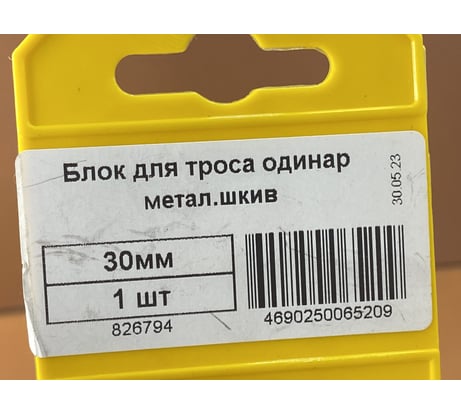 Блок для троса одинар
метал.шкив
30.05.23
30мм
1 шт
826794
4690250065209